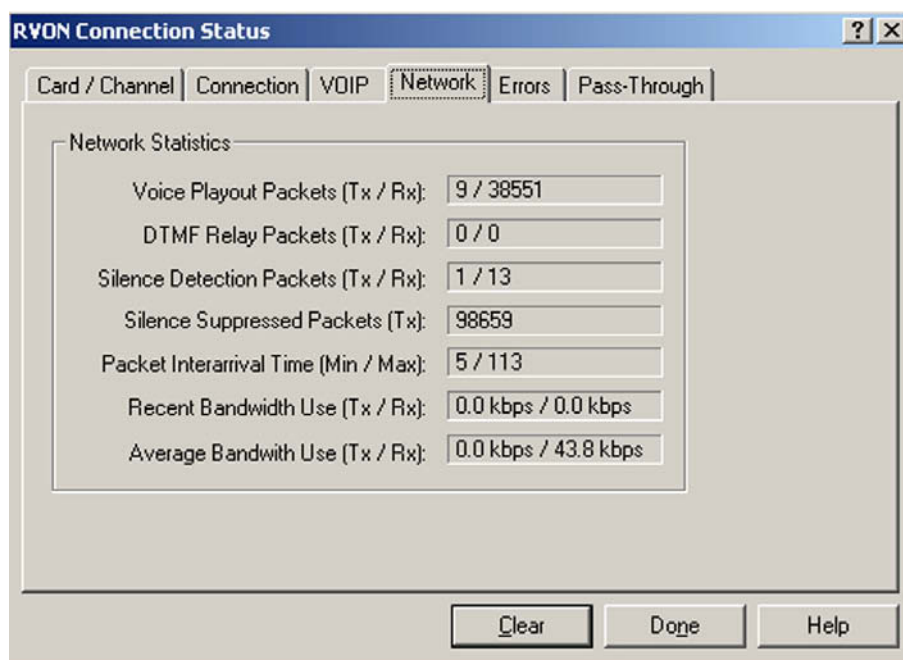 RVON Connection Status
Card / Channel Connection VOIP Network Errors Pass-Through
Network Statistics
Voice Playout Packets (Tx / Rx): 9 / 38551
DTMF Relay Packets (Tx / Rx): 0 / 0
Silence Detection Packets (Tx / Rx): 1 / 13
Silence Suppressed Packets (Tx): 98659
Packet Interarrival Time (Min / Max): 5 / 113
Recent Bandwidth Use (Tx / Rx): 0.0 kbps / 0.0 kbps
Average Bandwith Use (Tx / Rx): 0.0 kbps / 43.8 kbps
Clear Done Help